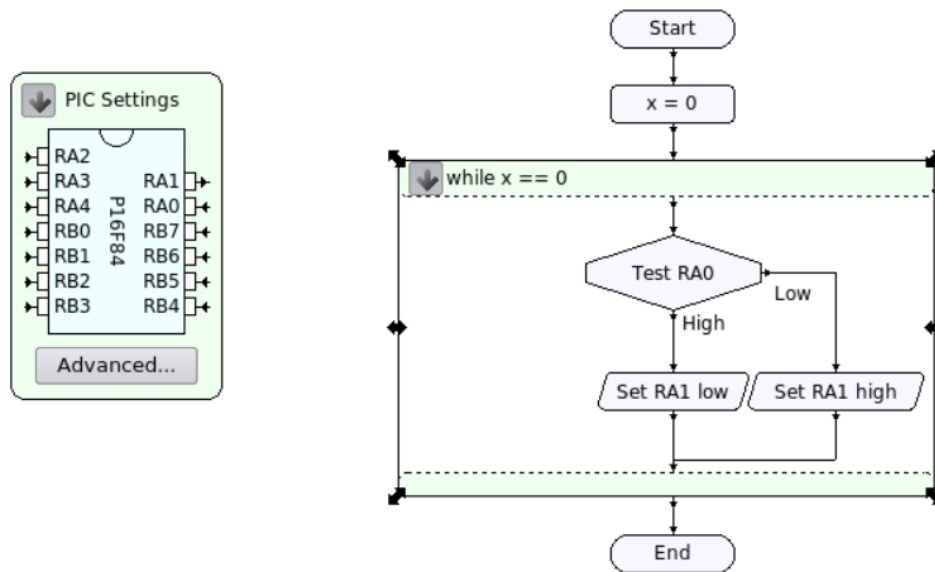 PIC Settings
RA2
RA3
RA4
RB0
RB1
RB2
RB3
P16F84
RA1
RA0
RB7
RB6
RB5
RB4
Advanced...
Start
x = 0
while x == 0
Test RA0
Low
High
Set RA1 low
Set RA1 high
End